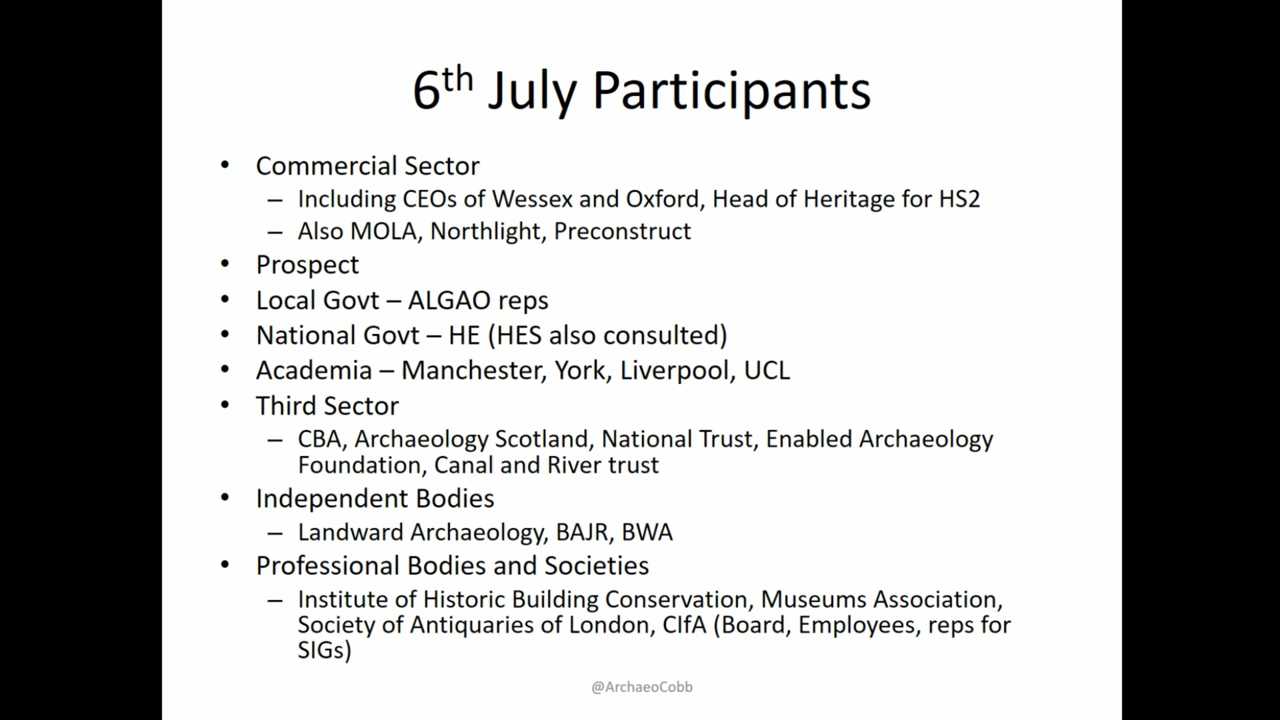 6th July Participants
• Commercial Sector
– Including CEOs of Wessex and Oxford, Head of Heritage for HS2
– Also MOLA, Northlight, Preconstruct
• Prospect
• Local Govt – ALGAO reps
• National Govt – HE (HES also consulted)
• Academia – Manchester, York, Liverpool, UCL
• Third Sector
– CBA, Archaeology Scotland, National Trust, Enabled Archaeology
Foundation, Canal and River trust
• Independent Bodies
– Landward Archaeology, BAJR, BWA
• Professional Bodies and Societies
– Institute of Historic Building Conservation, Museums Association,
Society of Antiquaries of London, CIfA (Board, Employees, reps for
SIGs)
@ArchaeoCobb